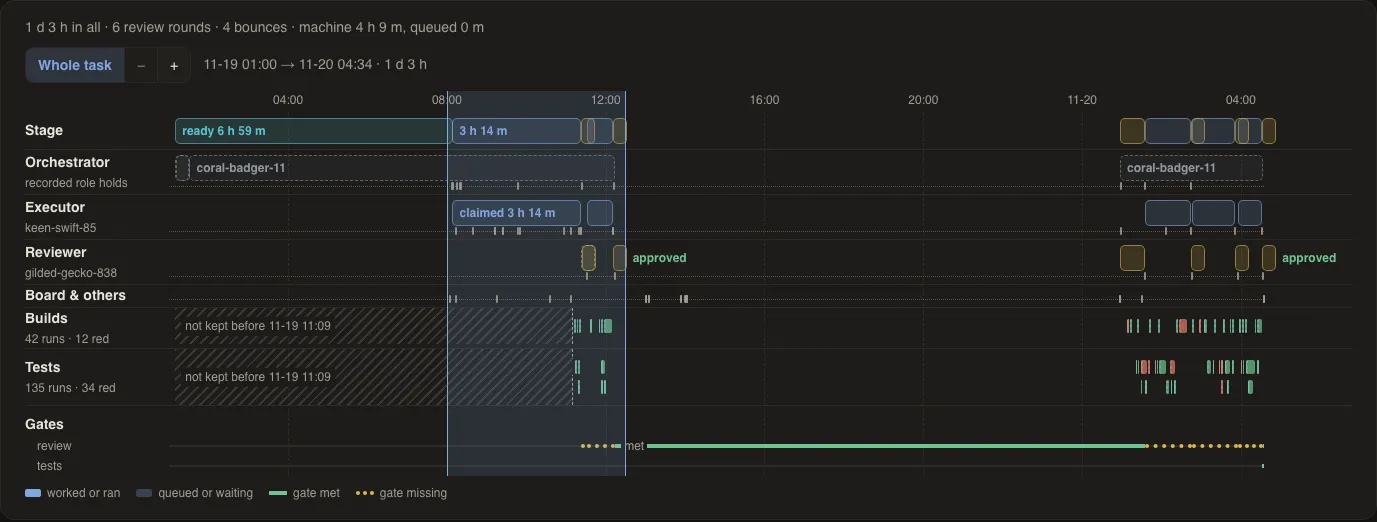 1 d 3 h in all · 6 review rounds · 4 bounces · machine 4 h 9 m, queued 0 m
Whole task − + 11-19 01:00 → 11-20 04:34 · 1 d 3 h
04:00 08:00 12:00 16:00 20:00 11-20 04:00
Stage ready 6 h 59 m 3 h 14 m
Orchestrator coral-badger-11 coral-badger-11
recorded role holds
Executor claimed 3 h 14 m
keen-swift-85
Reviewer approved approved
gilded-gecko-838
Board & others
Builds not kept before 11-19 11:09
42 runs · 12 red
Tests not kept before 11-19 11:09
135 runs · 34 red
Gates
review met
tests
worked or ran queued or waiting gate met gate missing